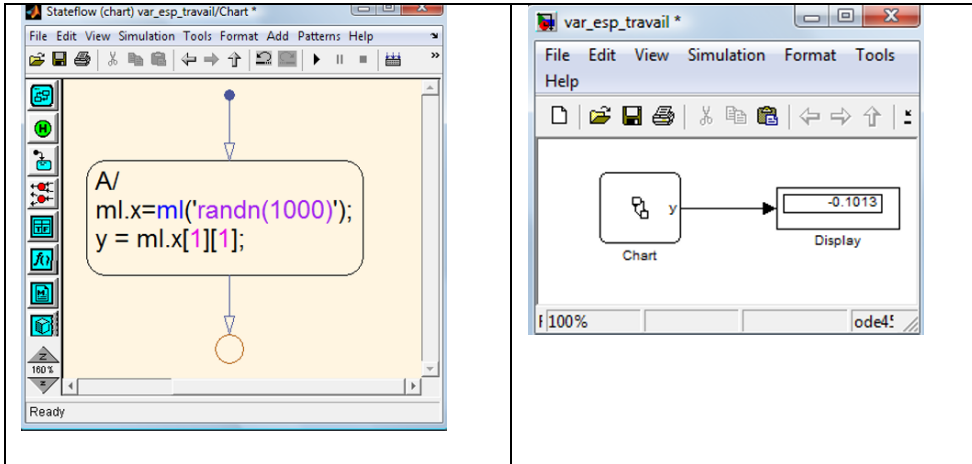 Stateflow (chart) var_esp_travail/Chart *
File Edit View Simulation Tools Format Add Patterns Help
A/
ml.x=ml('randn(1000)');
y = ml.x[1][1];
160 %
Ready
var_esp_travail *
File Edit View Simulation Format Tools
Help
y
-0.1013
Chart
Display
100%